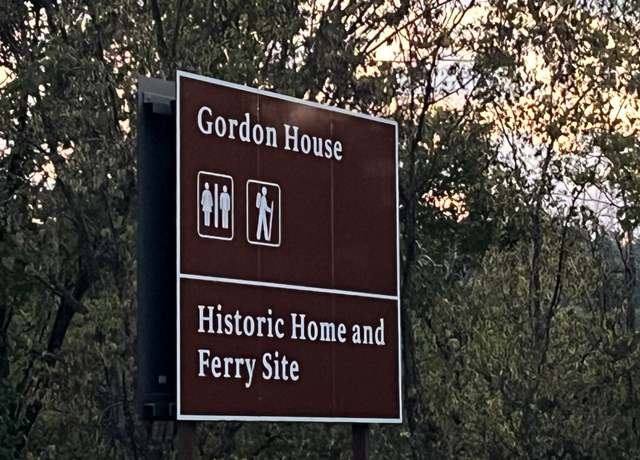 Gordon House
Historic Home and
Ferry Site